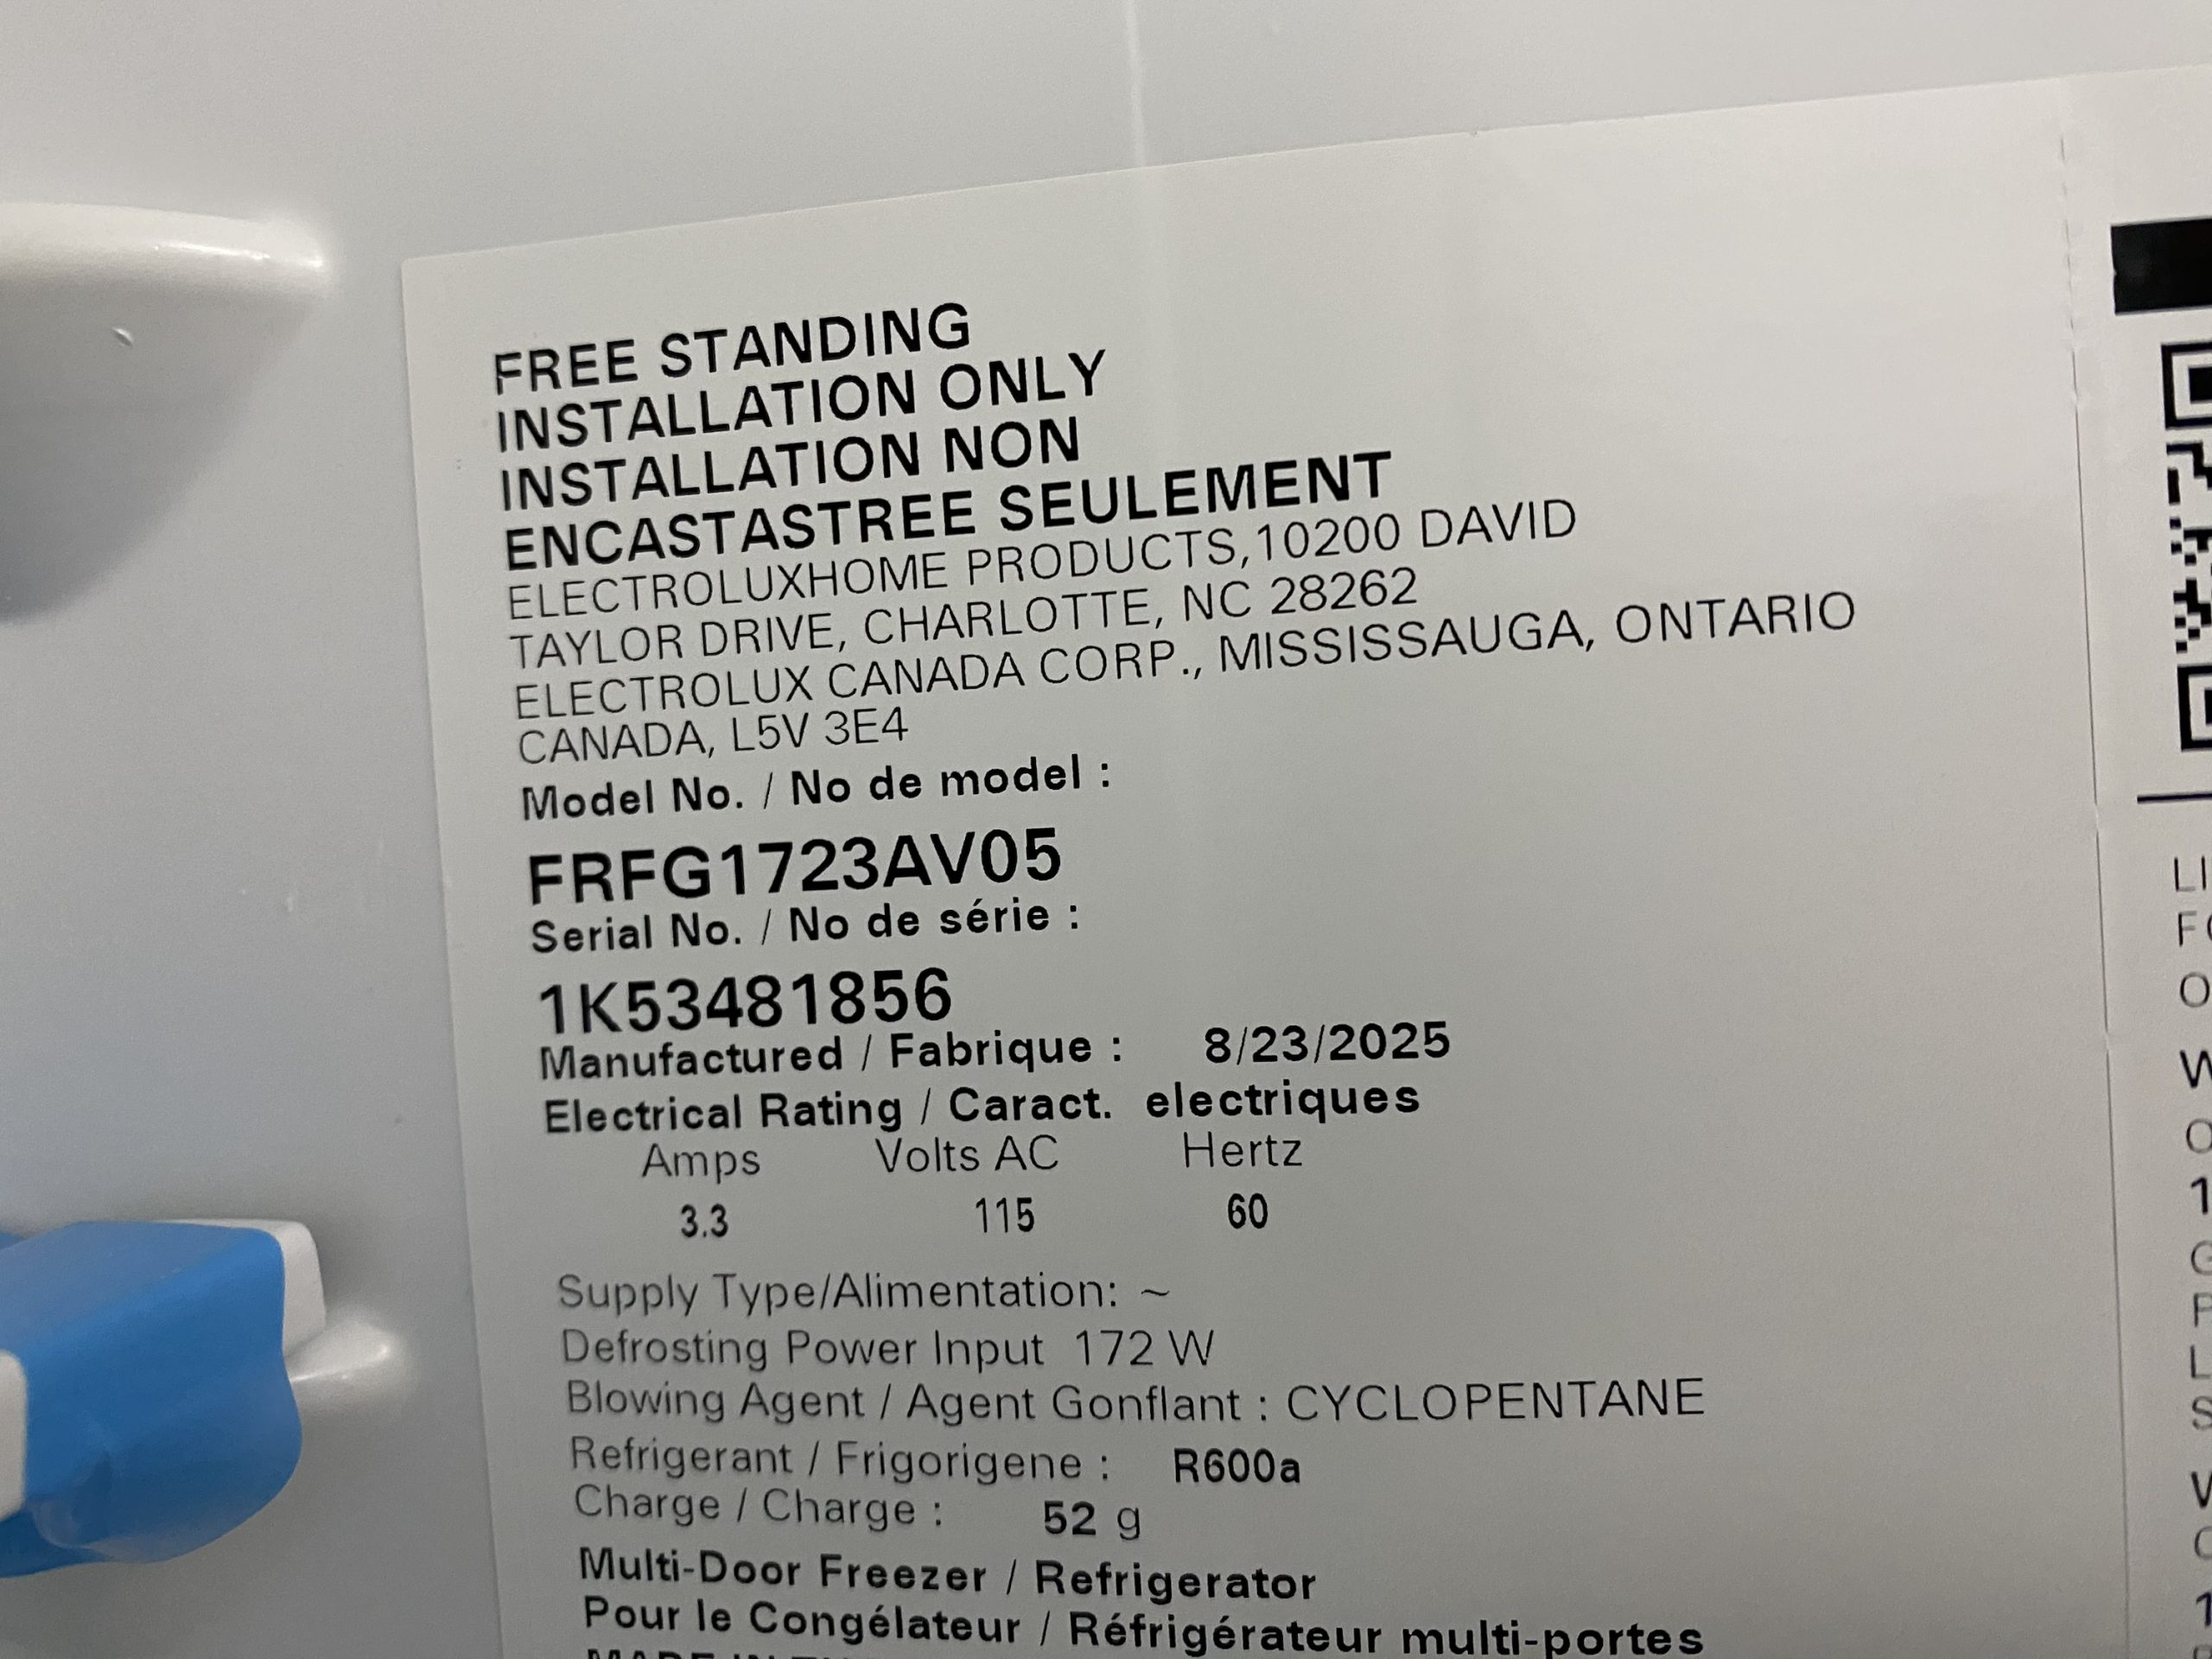 FREE STANDING
INSTALLATION ONLY
INSTALLATION NON
ENCASTASTREE SEULEMENT
ELECTROLUXHOME PRODUCTS,10200 DAVID
TAYLOR DRIVE, CHARLOTTE, NC 28262
ELECTROLUX CANADA CORP., MISSISSAUGA, ONTARIO
CANADA, L5V 3E4
Model No. / No de model :
FRFG1723AV05
Serial No. / No de série :
1K53481856
Manufactured / Fabrique : 8/23/2025
Electrical Rating / Caract. electriques
Amps Volts AC Hertz
3.3 115 60
Supply Type/Alimentation: ~
Defrosting Power Input 172 W
Blowing Agent / Agent Gonflant : CYCLOPENTANE
Refrigerant / Frigorigene : R600a
Charge / Charge : 52 g
Multi-Door Freezer / Refrigerator
Pour le Congélateur / Réfrigérateur multi-portes